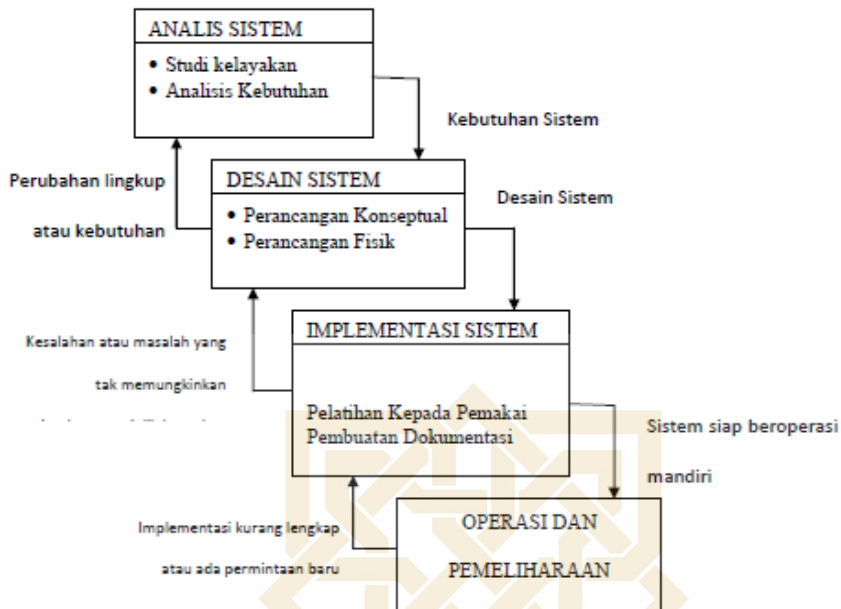 ANALIS SISTEM
• Studi kelayakan
• Analisis Kebutuhan
Kebutuhan Sistem
Perubahan lingkup
atau kebutuhan
DESAIN SISTEM
• Perancangan Konseptual
• Perancangan Fisik
Desain Sistem
IMPLEMENTASI SISTEM
Kesalahan atau masalah yang
tak memungkinkan
Pelatihan Kepada Pemakai
Pembuatan Dokumentasi
Sistem siap beroperasi
mandiri
Implementasi kurang lengkap
atau ada permintaan baru
OPERASI DAN
PEMELIHARAAN